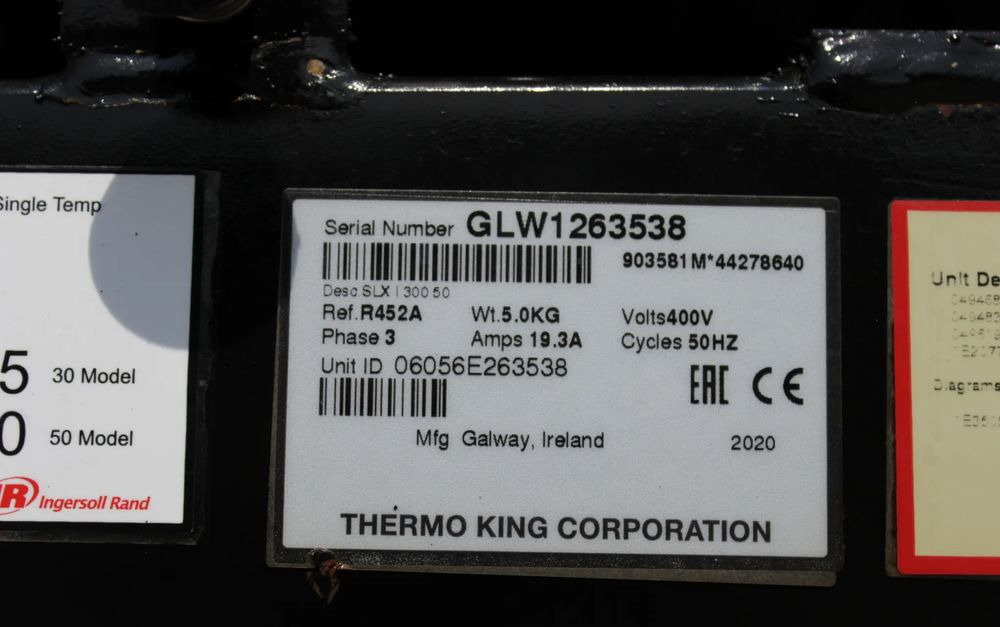 Single Temp
5 30 Model
0 50 Model
IR Ingersoll Rand
Serial Number GLW1263538
903581M*44278640
Desc.SLX i 300 50
Ref.R452A Wt.5.0KG Volts400V
Phase 3 Amps 19.3A Cycles 50HZ
Unit ID 06056E263538
EAC CE
Mfg Galway, Ireland 2020
THERMO KING CORPORATION
Unit De
Diagrams